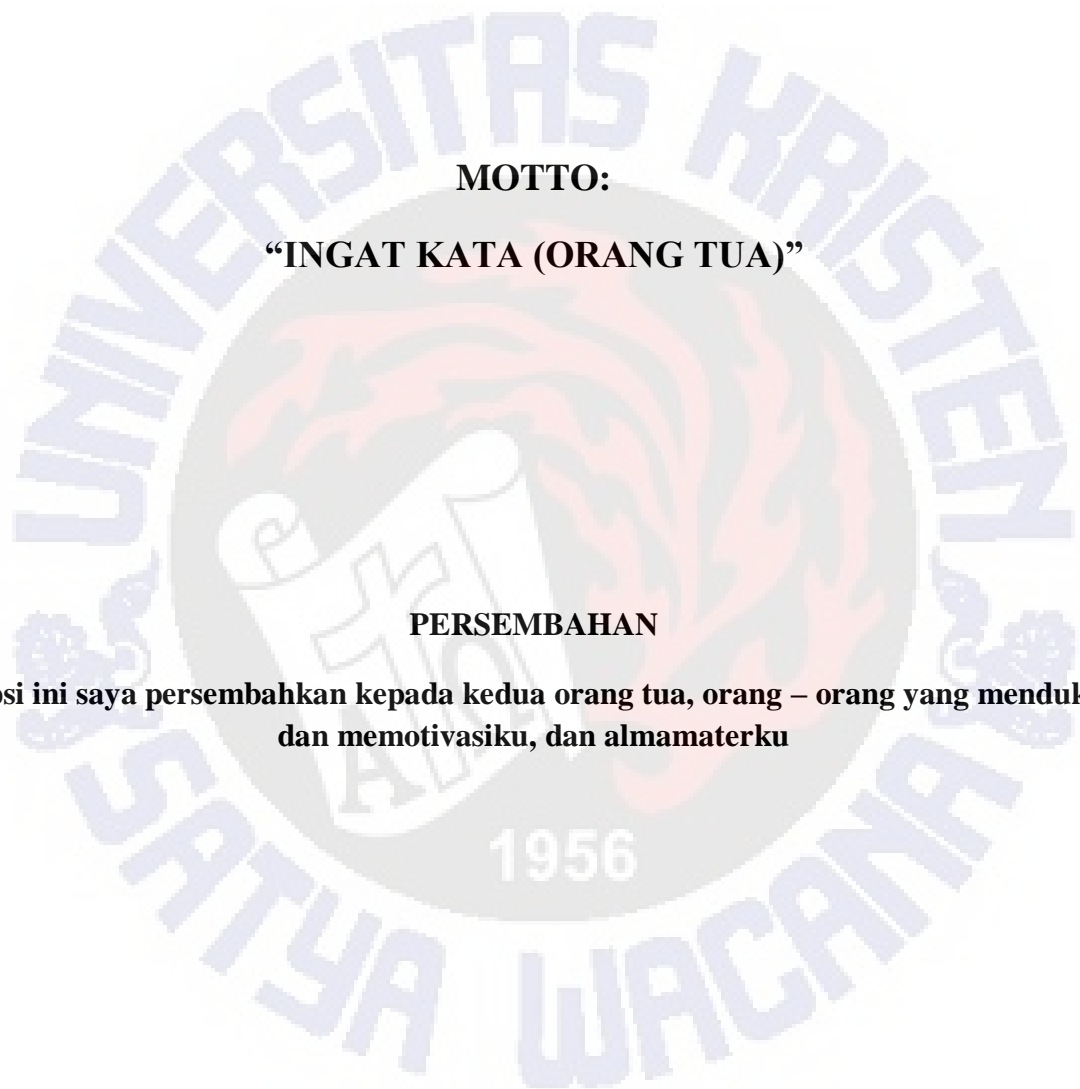 UNIVERSITAS KRISTEN
MOTTO:
“INGAT KATA (ORANG TUA)”
PERSEMBAHAN
ini saya persembahkan kepada kedua orang tua, orang – orang yang
dan memotivasiku, dan almamaterku
1956
SATYA WACANA